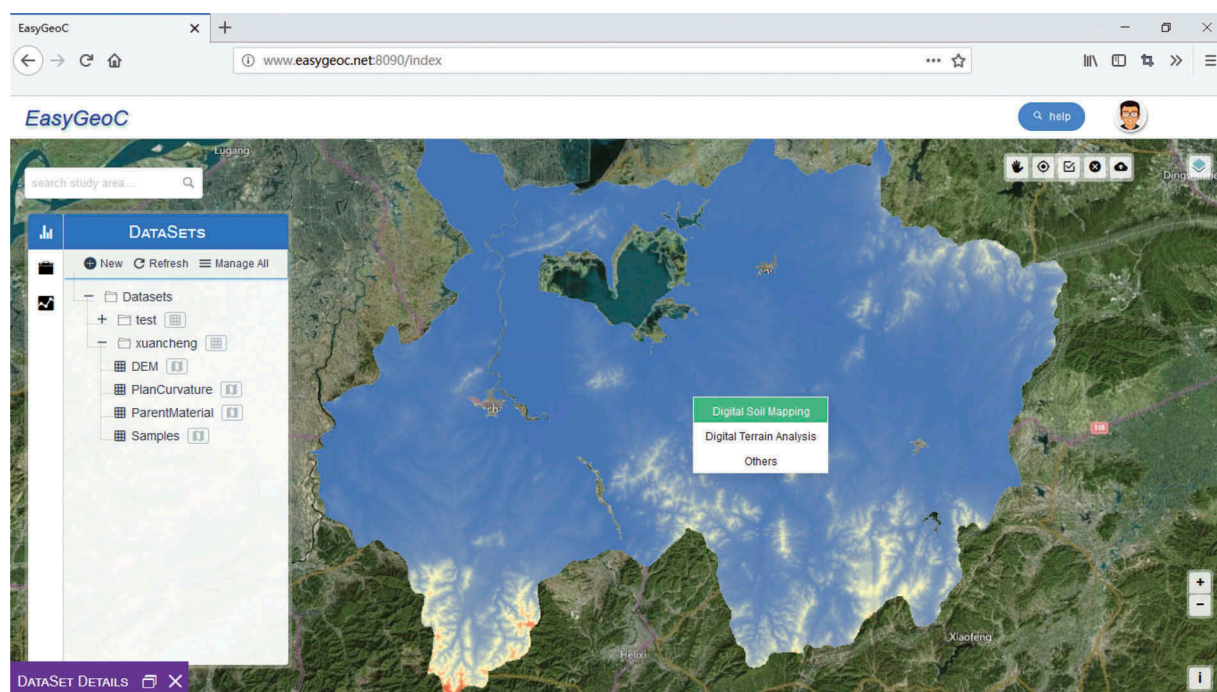 EasyGeoC
www.easygeoc.net:8090/index
EasyGeoC
help
Lugang
search study area...
DATASETS
New Refresh Manage All
Datasets
test
xuancheng
DEM
PlanCurvature
ParentMaterial
Samples
Digital Soil Mapping
Digital Terrain Analysis
Others
318
Xiaofeng
Helixi
DATASET DETAILS